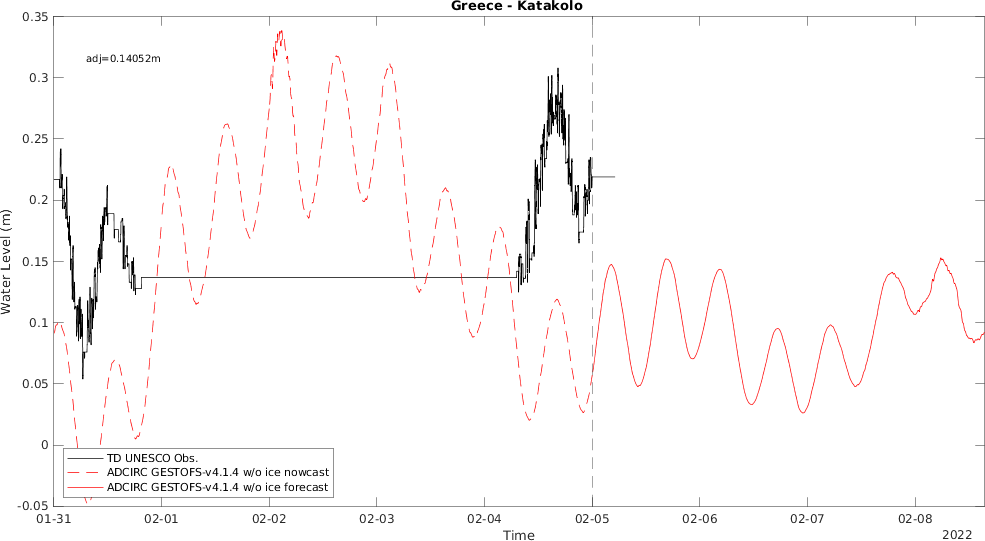 Greece - Katakolo
0.35
0.3
0.25
0.2
0.15
0.1
0.05
0
-0.05
Water Level (m)
adj=0.14052m
TD UNESCO Obs.
ADCIRC GESTOFS-v4.1.4 w/o ice nowcast
ADCIRC GESTOFS-v4.1.4 w/o ice forecast
01-31 02-01 02-02 02-03 02-04 02-05 02-06 02-07 02-08
Time
2022